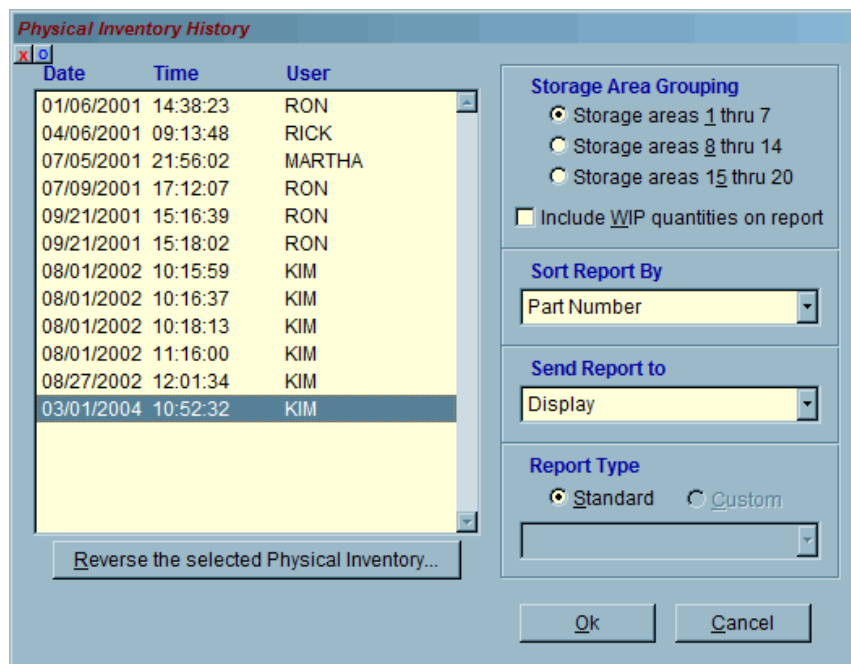 Physical Inventory History
x o
Date Time User
01/06/2001 14:38:23 RON
04/06/2001 09:13:48 RICK
07/05/2001 21:56:02 MARTHA
07/09/2001 17:12:07 RON
09/21/2001 15:16:39 RON
09/21/2001 15:18:02 RON
08/01/2002 10:15:59 KIM
08/01/2002 10:16:37 KIM
08/01/2002 10:18:13 KIM
08/01/2002 11:16:00 KIM
08/27/2002 12:01:34 KIM
03/01/2004 10:52:32 KIM
Reverse the selected Physical Inventory...
Storage Area Grouping
Storage areas 1 thru 7
Storage areas 8 thru 14
Storage areas 15 thru 20
Include WIP quantities on report
Sort Report By
Part Number
Send Report to
Display
Report Type
Standard Custom
Ok Cancel